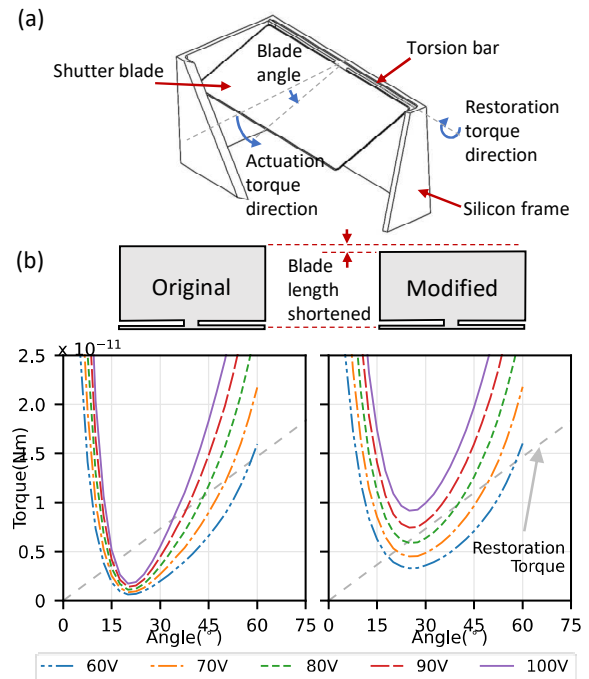 (a)
Blade
angle
Torsion bar
Shutter blade
Restoration
torque
direction
Actuation
torque
direction
Silicon frame
(b)
Original
Blade
length
shortened
Modified
x 10⁻¹¹
2.5
2.0
1.5
1
0.5
0
Torque(Nm)
0 15 30 45 60 75
Angle(°)
Restoration
Torque
0 15 30 45 60 75
Angle(°)
60V 70V 80V 90V 100V